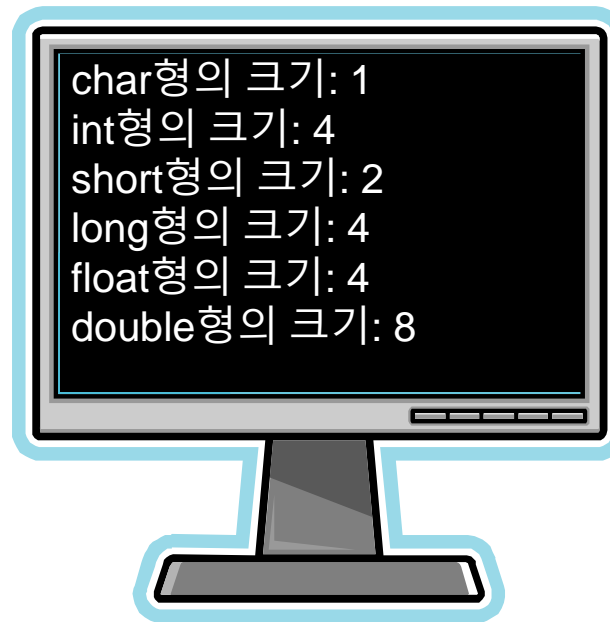 char형의 크기: 1
int형의 크기: 4
short형의 크기: 2
long형의 크기: 4
float형의 크기: 4
double형의 크기: 8